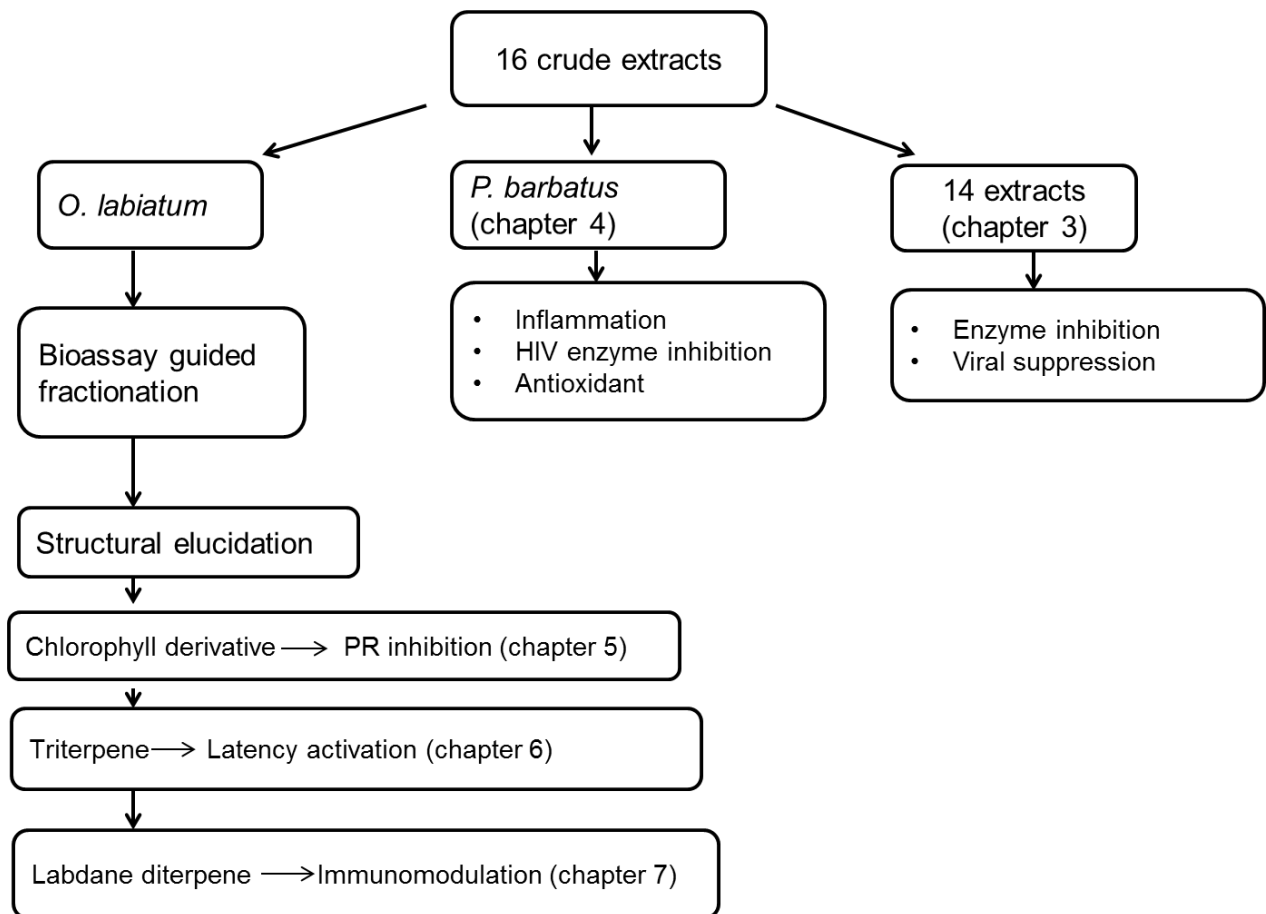 16 crude extracts
O. labiatum
P. barbatus
(chapter 4)
14 extracts
(chapter 3)
Bioassay guided
fractionation
• Inflammation
• HIV enzyme inhibition
• Antioxidant
• Enzyme inhibition
• Viral suppression
Structural elucidation
Chlorophyll derivative → PR inhibition (chapter 5)
Triterpene → Latency activation (chapter 6)
Labdane diterpene → Immunomodulation (chapter 7)